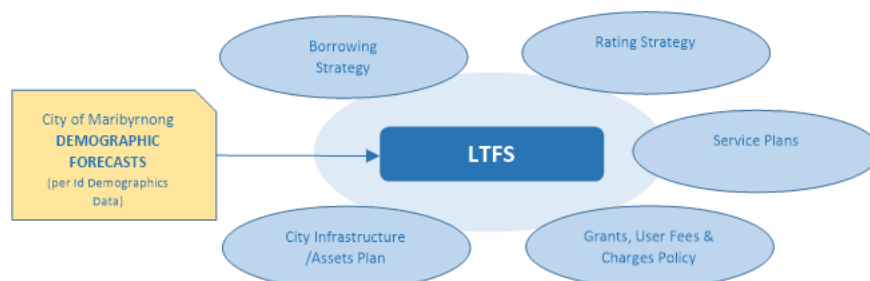 Borrowing
Strategy
Rating Strategy
City of Maribyrnong
DEMOGRAPHIC
FORECASTS
(per Id Demographics
Data)
LTFS
Service Plans
City Infrastructure
/Assets Plan
Grants, User Fees &
Charges Policy